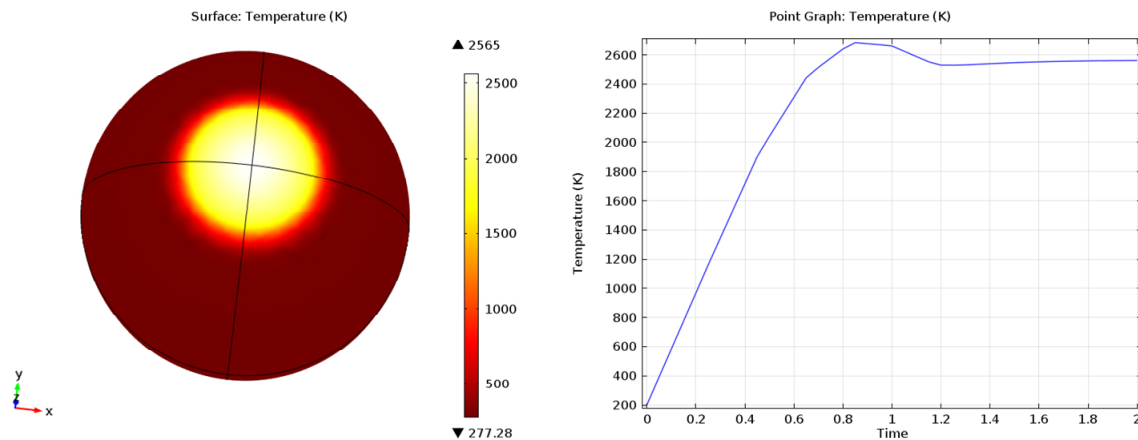 Surface: Temperature (K)
▲ 2565
2500
2000
1500
1000
500
▼ 277.28
y
z
x
Point Graph: Temperature (K)
Temperature (K)
2600
2400
2200
2000
1800
1600
1400
1200
1000
800
600
400
200
0 0.2 0.4 0.6 0.8 1 1.2 1.4 1.6 1.8 2
Time